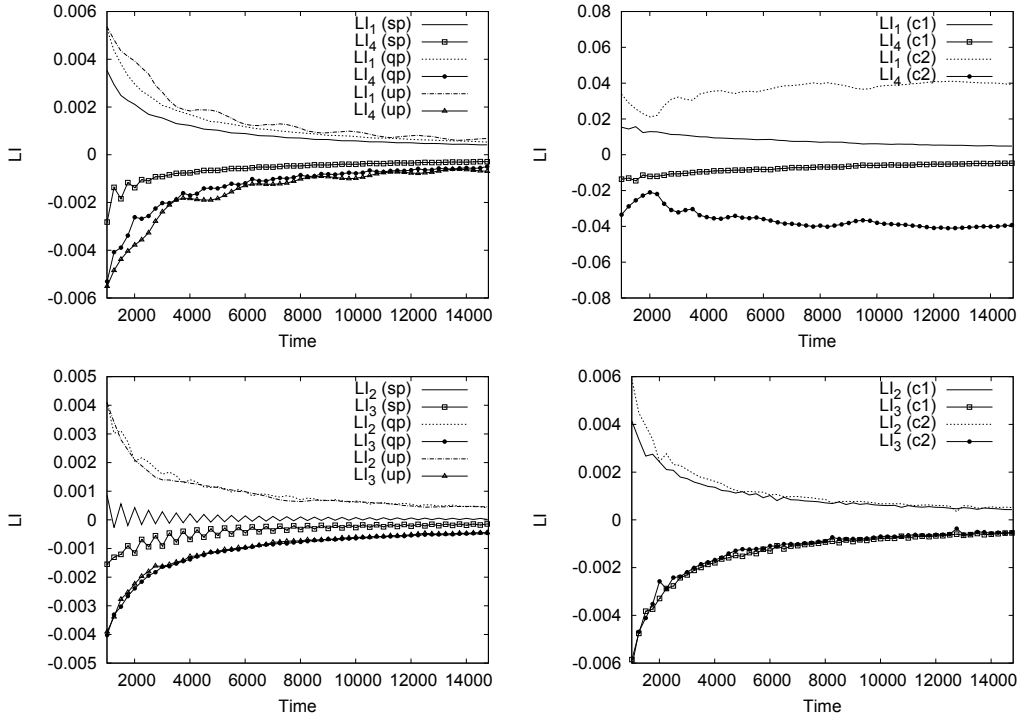 0.006
0.004
0.002
0
-0.002
-0.004
-0.006
LI
2000 4000 6000 8000 10000 12000 14000
Time
LI1 (sp)
LI4 (sp)
LI1 (qp)
LI4 (qp)
LI1 (up)
LI4 (up)
0.08
0.06
0.04
0.02
0
-0.02
-0.04
-0.06
-0.08
LI
2000 4000 6000 8000 10000 12000 14000
Time
LI1 (c1)
LI4 (c1)
LI1 (c2)
LI4 (c2)
0.005
0.004
0.003
0.002
0.001
0
-0.001
-0.002
-0.003
-0.004
-0.005
LI
2000 4000 6000 8000 10000 12000 14000
Time
LI2 (sp)
LI3 (sp)
LI2 (qp)
LI3 (qp)
LI2 (up)
LI3 (up)
0.006
0.004
0.002
0
-0.002
-0.004
-0.006
LI
2000 4000 6000 8000 10000 12000 14000
Time
LI2 (c1)
LI3 (c1)
LI2 (c2)
LI3 (c2)